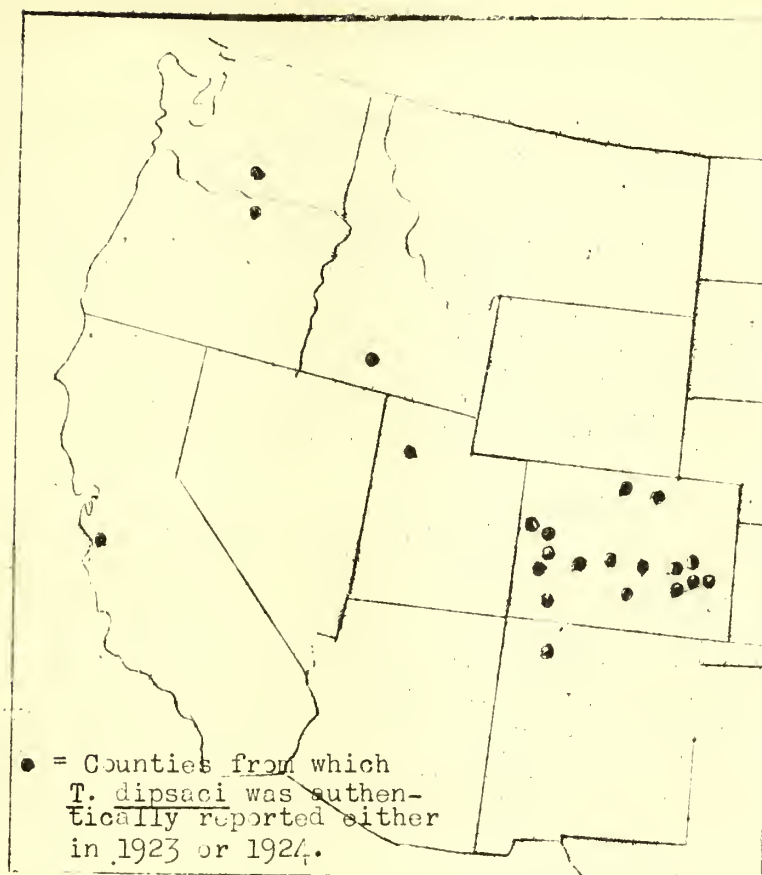 ● = Counties from which
T. dipsaci was authen-
tically reported either
in 1923 or 1924.